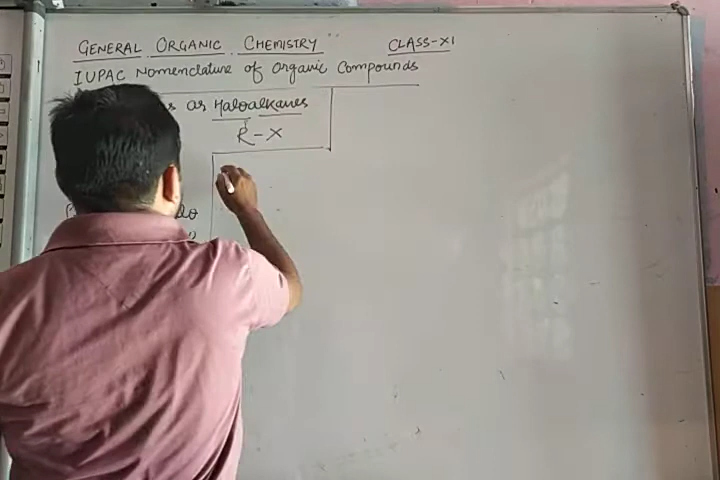 GENERAL ORGANIC CHEMISTRY
CLASS-XI
IUPAC Nomenclature of Organic Compounds
as Haloalkanes
R-X